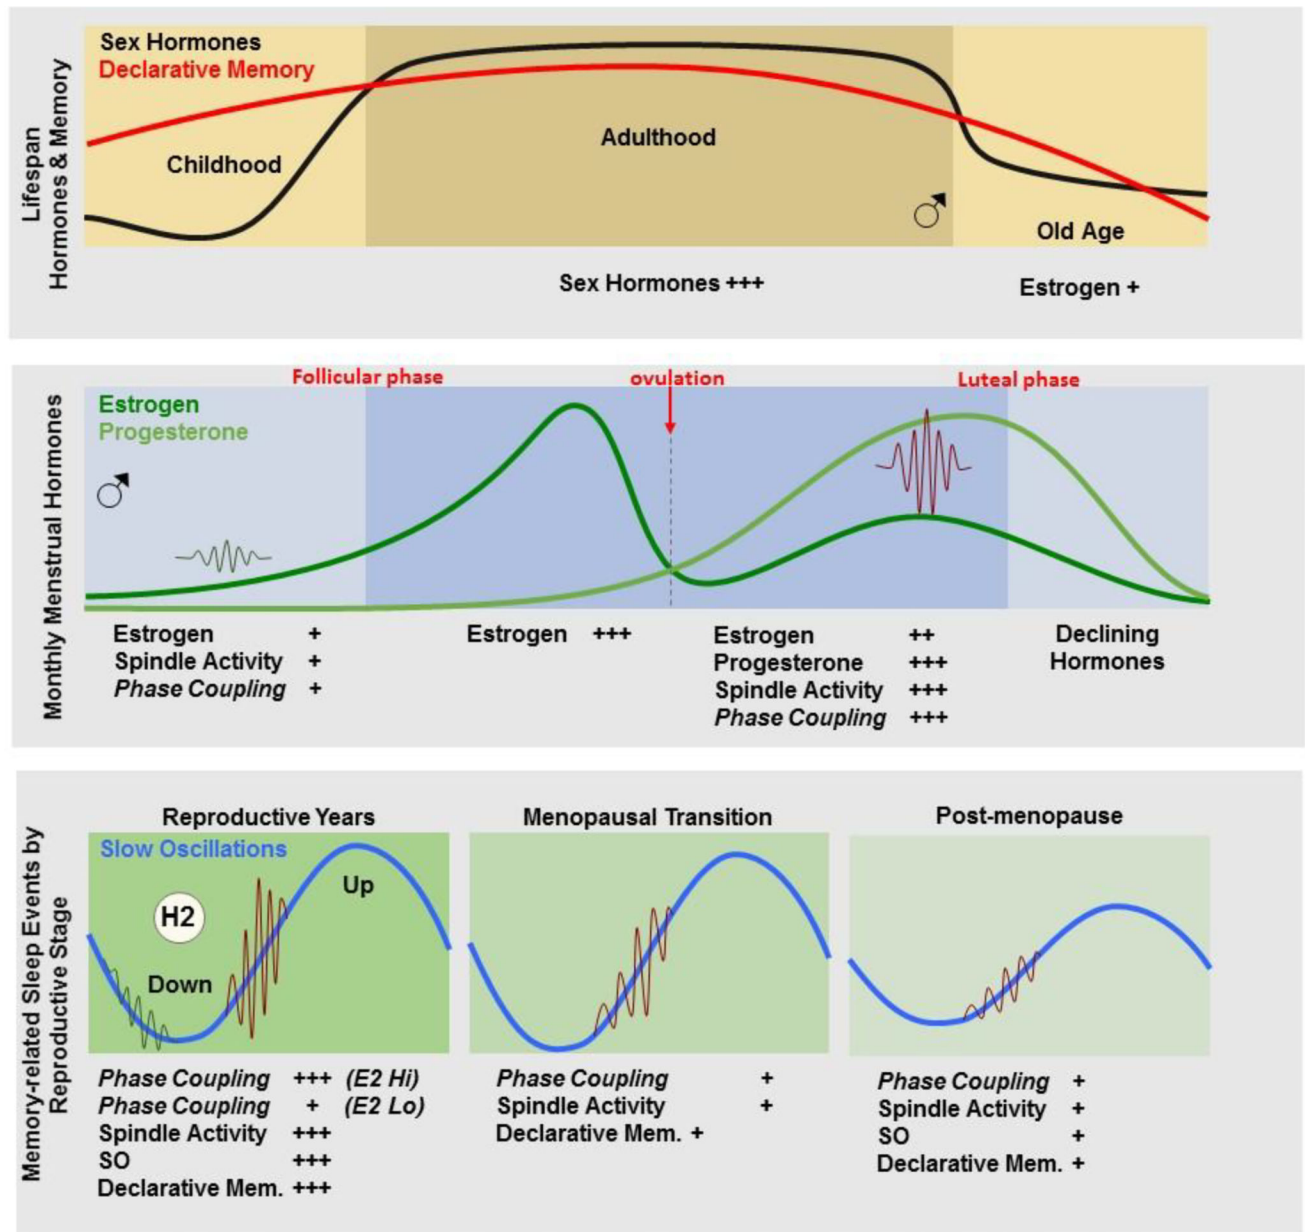 Lifespan
Hormones & Memory
Sex Hormones
Declarative Memory
Childhood
Adulthood
♂
Old Age
Sex Hormones +++
Estrogen +
Monthly Menstrual Hormones
Follicular phase
ovulation
Luteal phase
Estrogen
Progesterone
♂
Estrogen +
Spindle Activity +
Phase Coupling +
Estrogen +++
Estrogen ++
Progesterone +++
Spindle Activity +++
Phase Coupling +++
Declining
Hormones
Memory-related Sleep Events by
Reproductive Stage
Reproductive Years
Slow Oscillations
H2
Up
Down
Phase Coupling +++ (E2 Hi)
Phase Coupling + (E2 Lo)
Spindle Activity +++
SO +++
Declarative Mem. +++
Menopausal Transition
Phase Coupling +
Spindle Activity +
Declarative Mem. +
Post-menopause
Phase Coupling +
Spindle Activity +
SO +
Declarative Mem. +